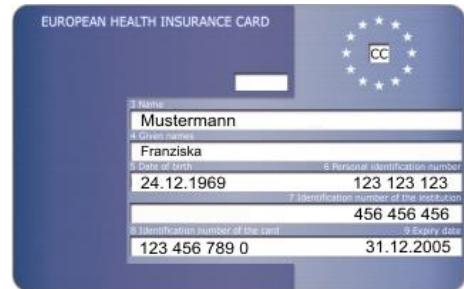 EUROPEAN HEALTH INSURANCE CARD
CC
3 Name
Mustermann
4 Given names
Franziska
5 Date of birth 6 Personal identification number
24.12.1969 123 123 123
7 Identification number of the institution
456 456 456
8 Identification number of the card 9 Expiry date
123 456 789 0 31.12.2005